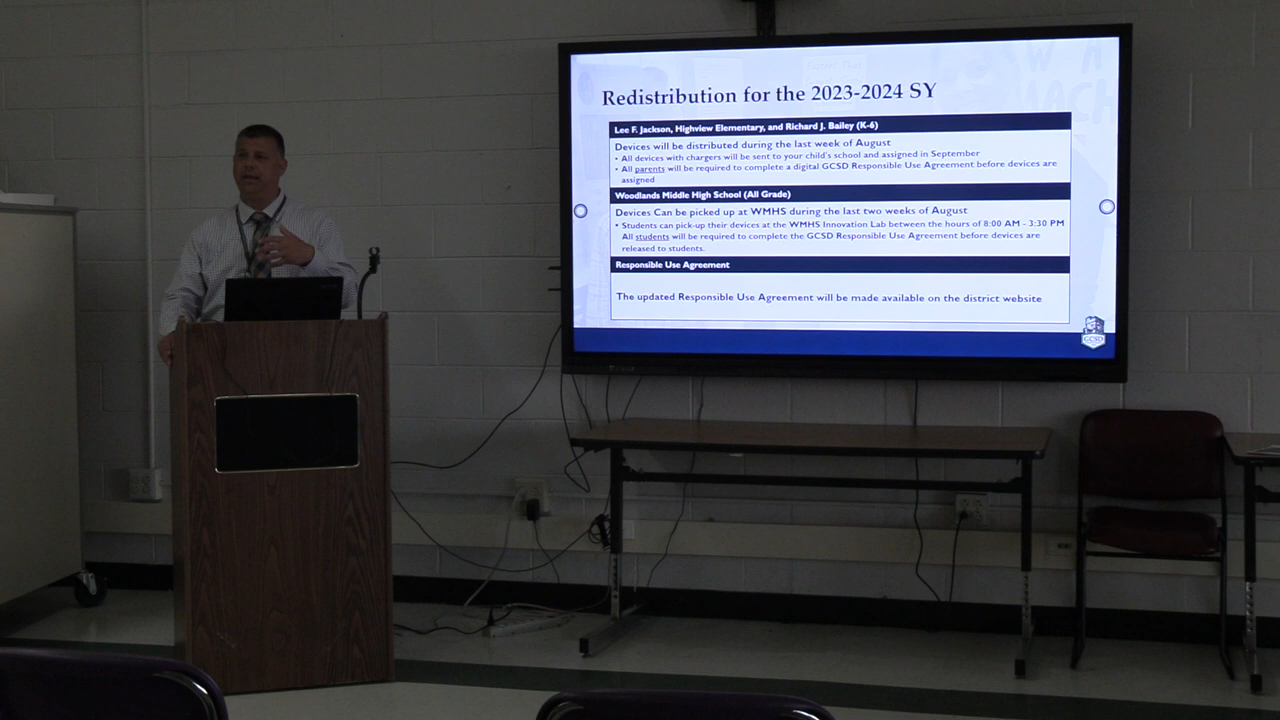 Redistribution for the 2023-2024 SY
Lee F. Jackson, Highview Elementary, and Richard J. Bailey (K-6)
Devices will be distributed during the last week of August
• All devices with chargers will be sent to your child's school and assigned in September
• All parents will be required to complete a digital GCSD Responsible Use Agreement before devices are
assigned
Woodlands Middle High School (All Grade)
Devices Can be picked up at WMHS during the last two weeks of August
• Students can pick-up their devices at the WMHS Innovation Lab between the hours of 8:00 AM - 3:30 PM
All students will be required to complete the GCSD Responsible Use Agreement before devices are
released to students.
Responsible Use Agreement
The updated Responsible Use Agreement will be made available on the district website
GCSD